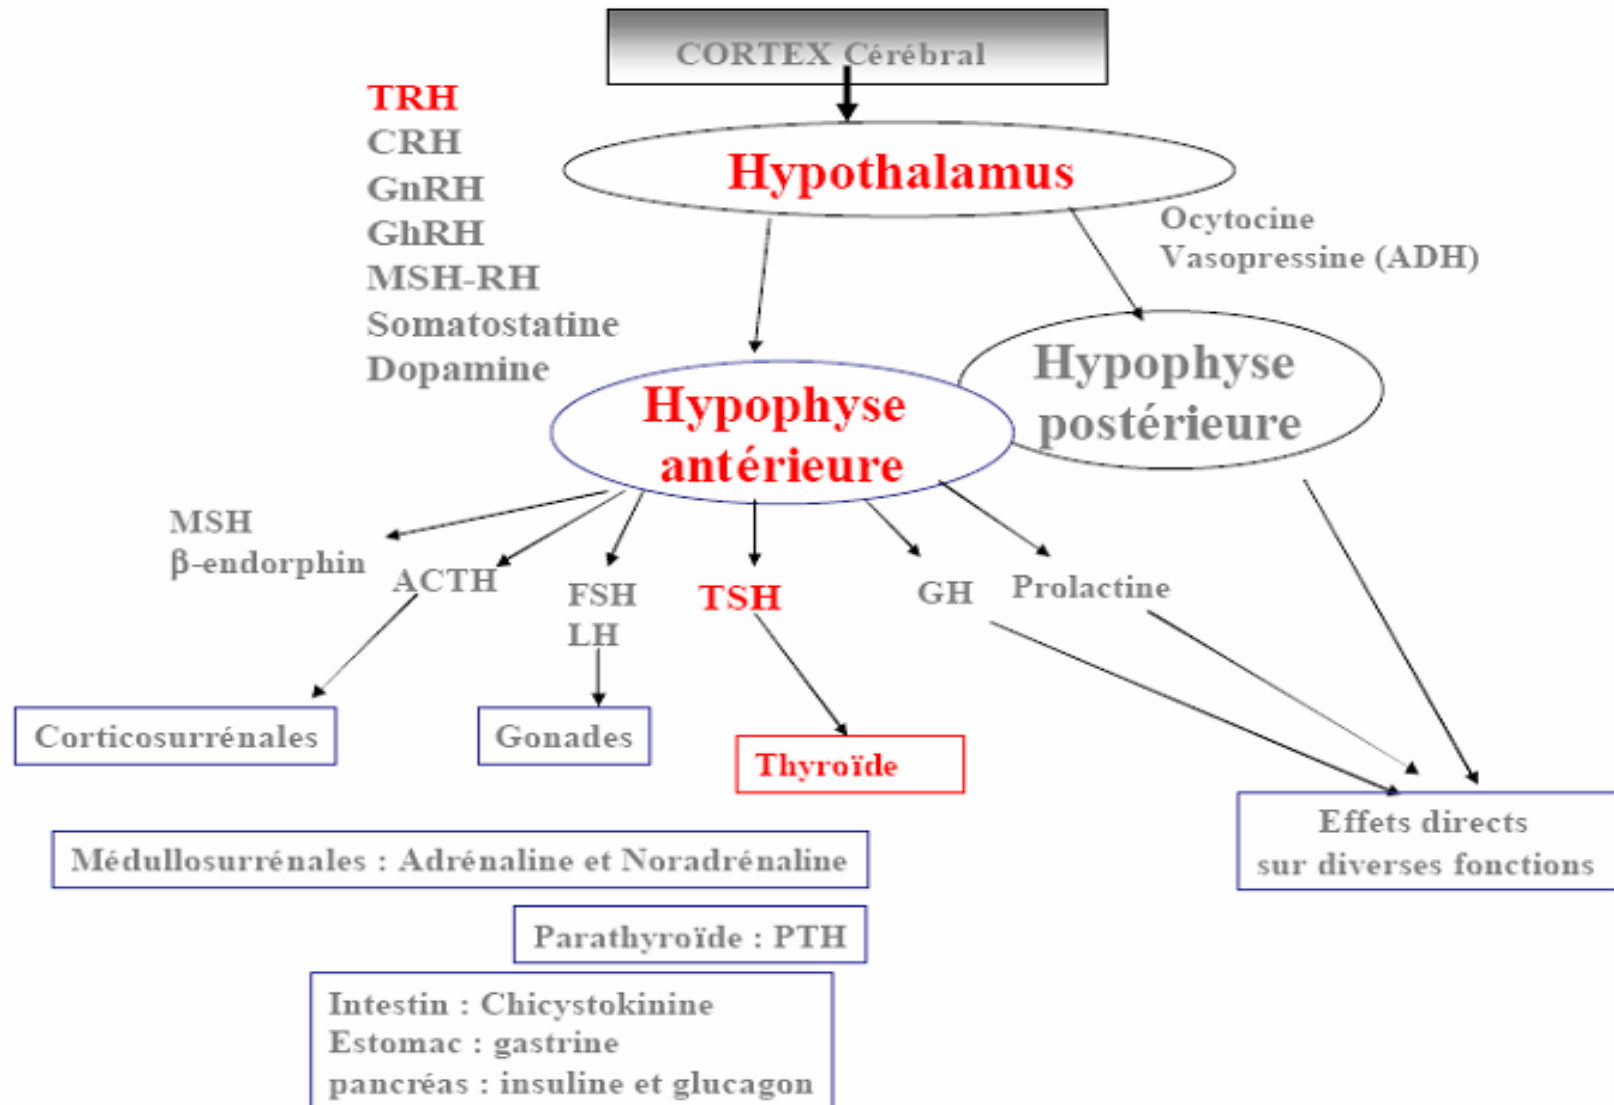 CORTEX Cérébral
TRH
CRH
GnRH
GhRH
MSH-RH
Somatostatine
Dopamine
Hypothalamus
Ocytocine
Vasopressine (ADH)
Hypophyse
antérieure
Hypophyse
postérieure
MSH
β-endorphin
ACTH
FSH
LH
TSH
GH
Prolactine
Corticosurrénales
Gonades
Thyroïde
Effets directs
sur diverses fonctions
Médullosurrénales : Adrénaline et Noradrénaline
Parathyroïde : PTH
Intestin : Chicystokinine
Estomac : gastrine
pancréas : insuline et glucagon